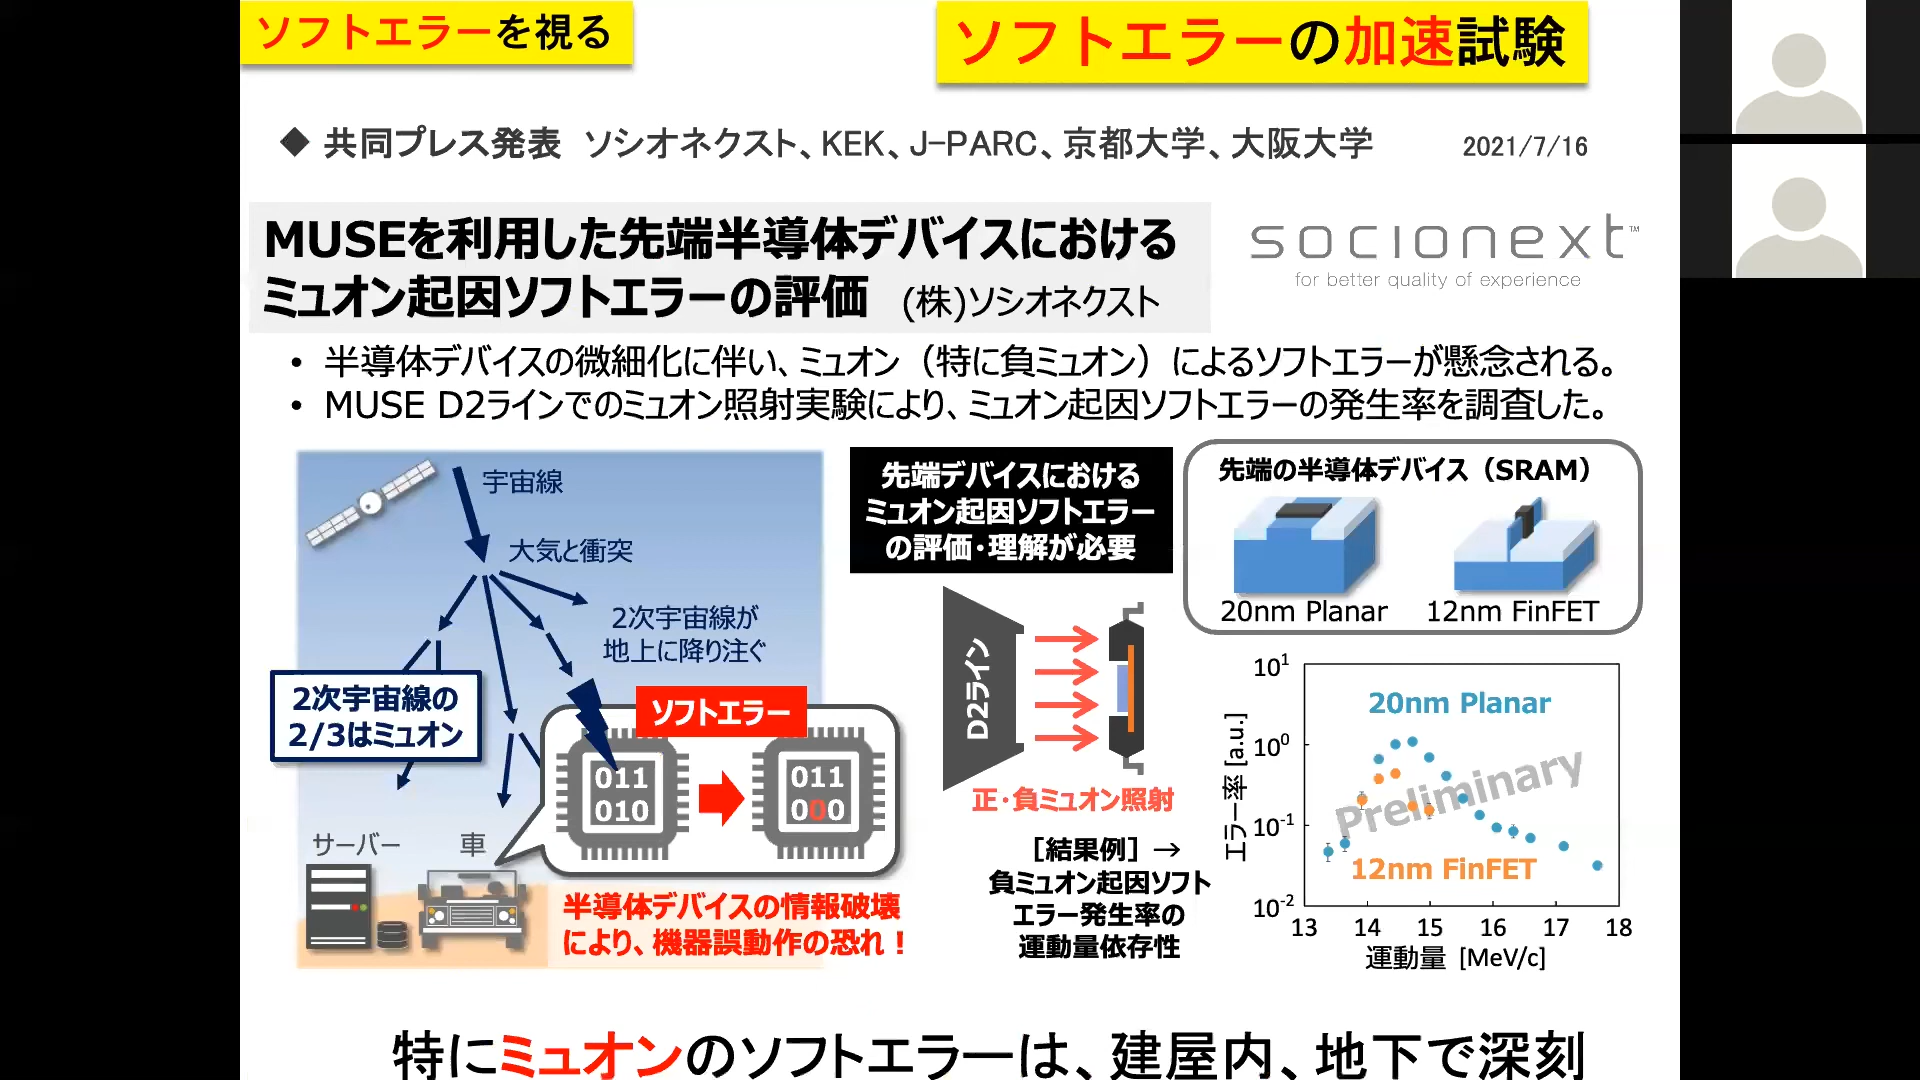 ソフトエラーを視る
ソフトエラーの加速試験
◆ 共同プレス発表 ソシオネクスト、KEK、J-PARC、京都大学、大阪大学 2021/7/16
MUSEを利用した先端半導体デバイスにおける
ミュオン起因ソフトエラーの評価 (株)ソシオネクスト
socionext™
for better quality of experience
• 半導体デバイスの微細化に伴い、ミュオン（特に負ミュオン）によるソフトエラーが懸念される。
• MUSE D2ラインでのミュオン照射実験により、ミュオン起因ソフトエラーの発生率を調査した。
宇宙線
大気と衝突
2次宇宙線が
地上に降り注ぐ
2次宇宙線の
2/3はミュオン
ソフトエラー
011
010
011
000
サーバー
車
半導体デバイスの情報破壊
により、機器誤動作の恐れ！
先端デバイスにおける
ミュオン起因ソフトエラー
の評価・理解が必要
D2ライン
正・負ミュオン照射
［結果例］→
負ミュオン起因ソフト
エラー発生率の
運動量依存性
先端の半導体デバイス（SRAM）
20nm Planar
12nm FinFET
10¹
10⁰
10⁻¹
10⁻²
エラー率 [a.u.]
20nm Planar
Preliminary
12nm FinFET
13 14 15 16 17 18
運動量 [MeV/c]
特にミュオンのソフトエラーは、建屋内、地下で深刻